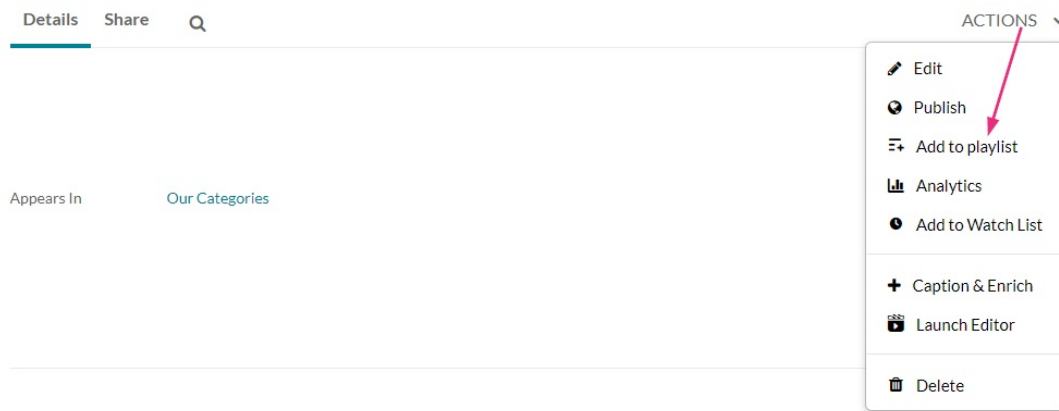 Details Share ACTIONS
Edit
Publish
Add to playlist
Appears In Our Categories
Analytics
Add to Watch List
Caption & Enrich
Launch Editor
Delete